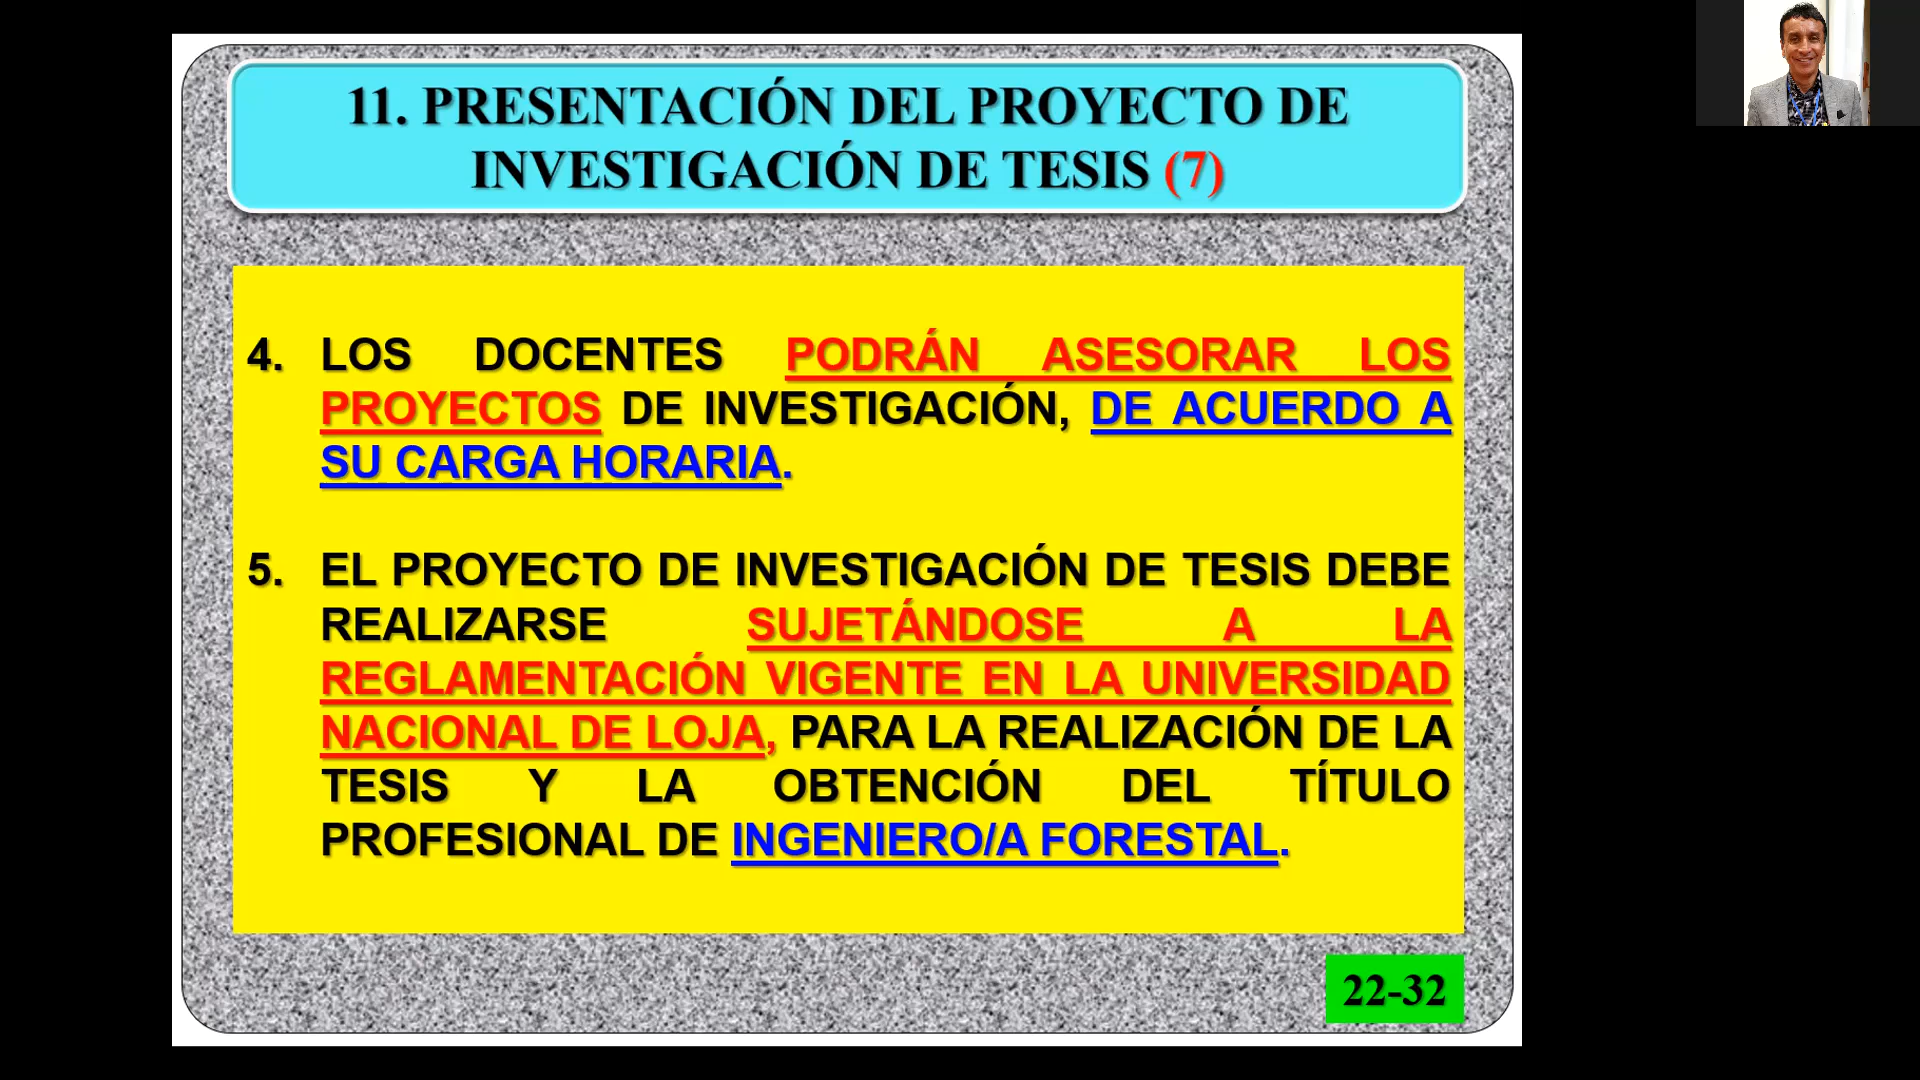 11. PRESENTACIÓN DEL PROYECTO DE
INVESTIGACIÓN DE TESIS (7)
4. LOS DOCENTES PODRÁN ASESORAR LOS
PROYECTOS DE INVESTIGACIÓN, DE ACUERDO A
SU CARGA HORARIA.
5. EL PROYECTO DE INVESTIGACIÓN DE TESIS DEBE
REALIZARSE SUJETÁNDOSE A LA
REGLAMENTACIÓN VIGENTE EN LA UNIVERSIDAD
NACIONAL DE LOJA, PARA LA REALIZACIÓN DE LA
TESIS Y LA OBTENCIÓN DEL TÍTULO
PROFESIONAL DE INGENIERO/A FORESTAL.
22-32